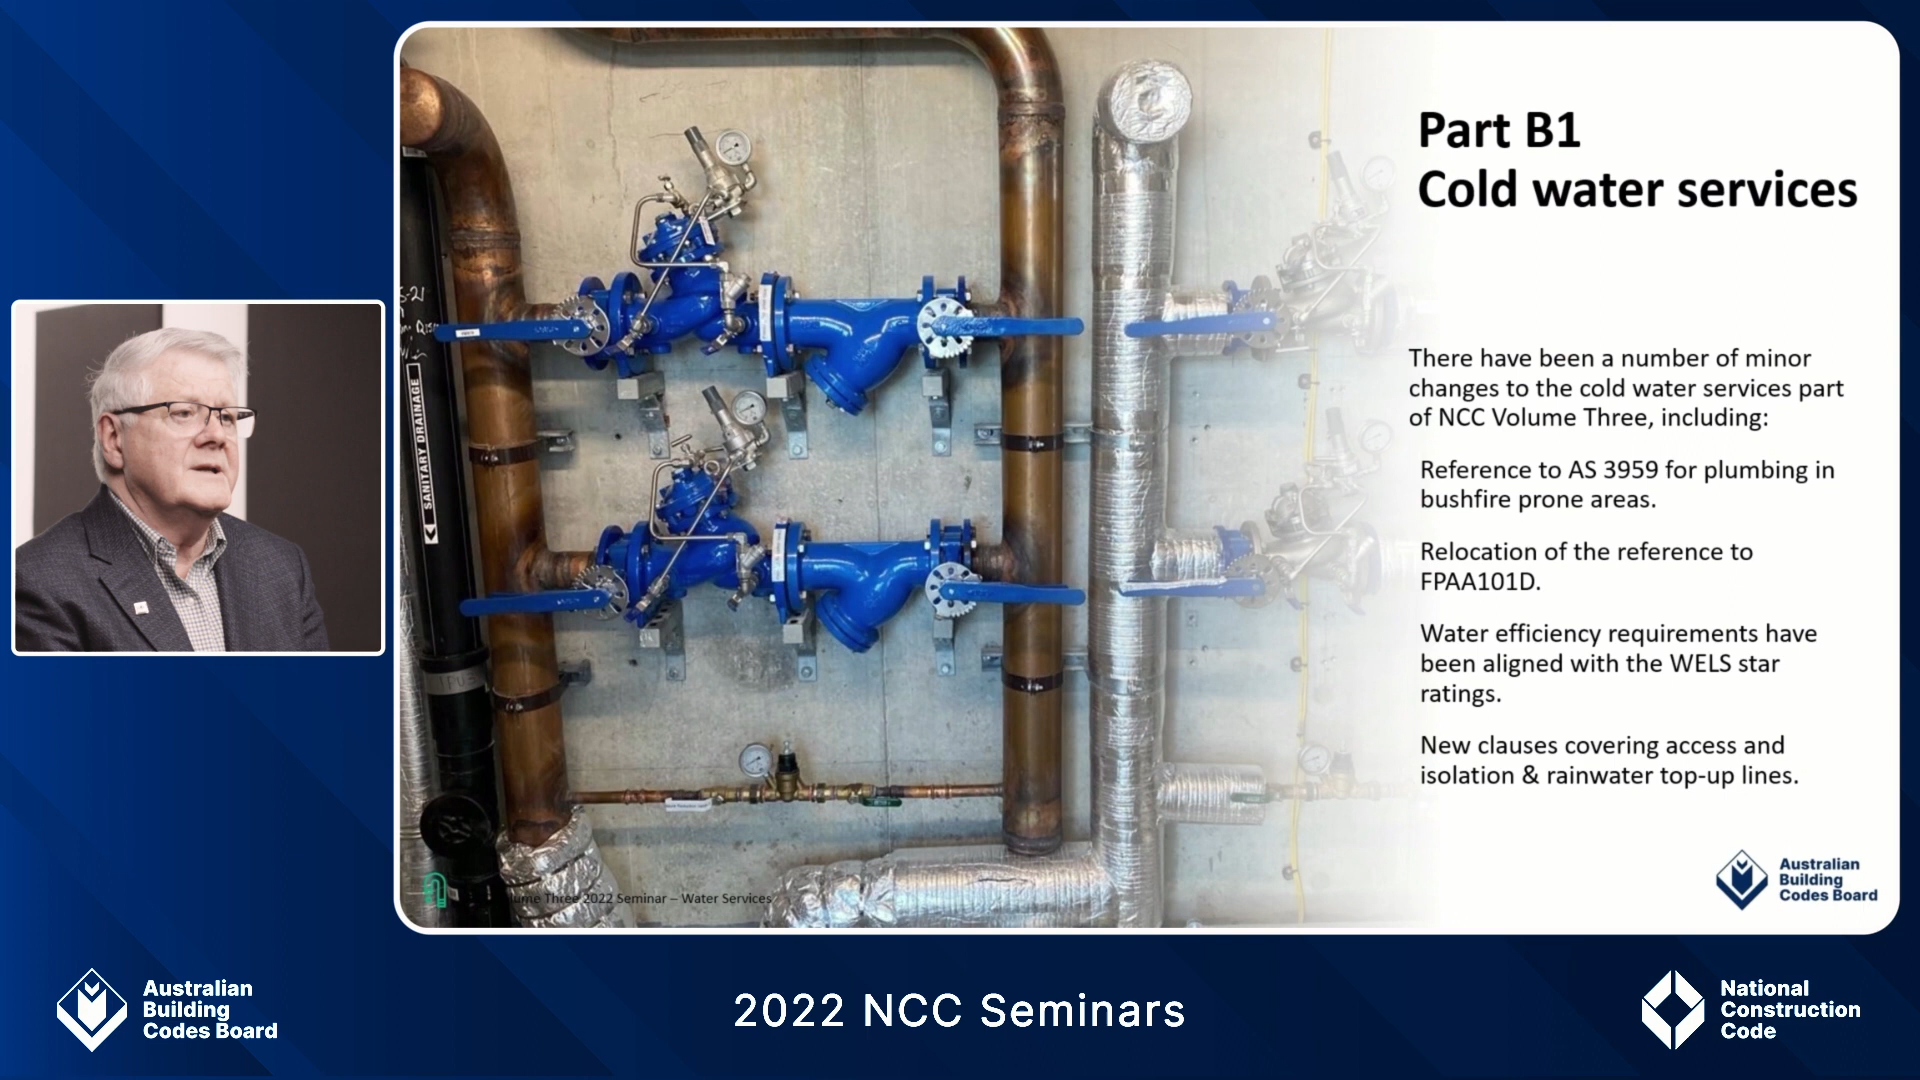 Part B1
Cold water services
There have been a number of minor
changes to the cold water services part
of NCC Volume Three, including:
Reference to AS 3959 for plumbing in
bushfire prone areas.
Relocation of the reference to
FPAA101D.
Water efficiency requirements have
been aligned with the WELS star
ratings.
New clauses covering access and
isolation & rainwater top-up lines.
Australian
Building
Codes Board
SANITARY DRAINAGE
Three 2022 Seminar – Water Services
Australian
Building
Codes Board
2022 NCC Seminars
National
Construction
Code